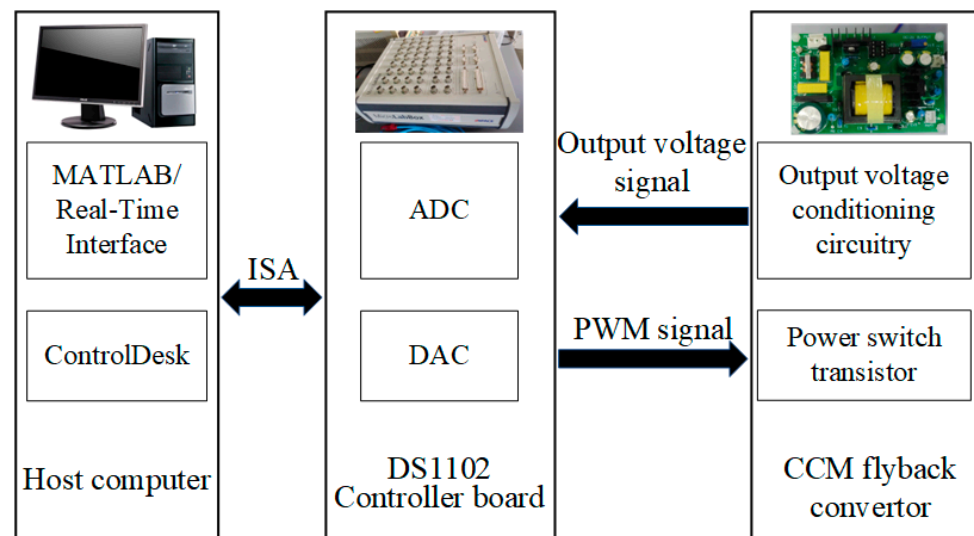 MATLAB/
Real-Time
Interface
ControlDesk
Host computer
ISA
ADC
DAC
DS1102
Controller board
Output voltage
signal
PWM signal
Output voltage
conditioning
circuitry
Power switch
transistor
CCM flyback
convertor